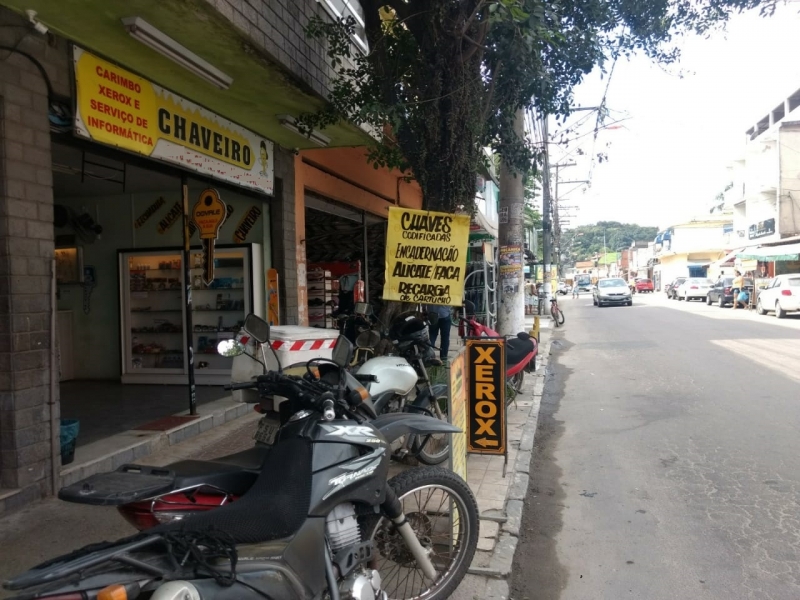 CARIMBO
XEROX E
SERVIÇO DE
INFORMÁTICA
CHAVEIRO
CHAVES
CODIFICADAS
ENCADERNAÇÃO
ALICATE/FACA
RECARGA
DE CARTUCHO
XEROX
XR